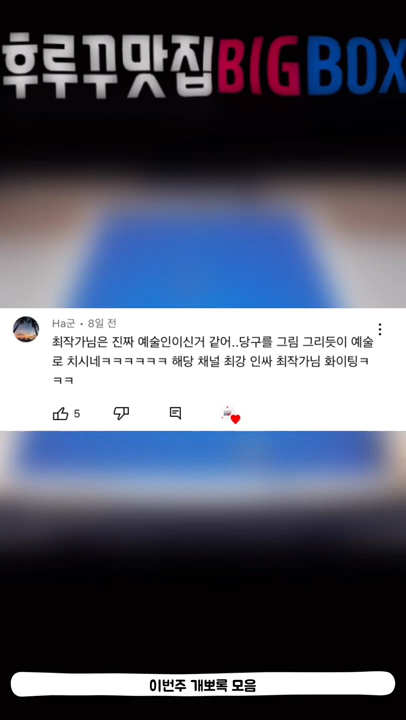 후루꾸맛집BIGBOX
Ha군 • 8일 전
최작가님은 진짜 예술인이신거 같어..당구를 그림 그리듯이 예술
로 치시네ㅋㅋㅋㅋㅋㅋ 해당 채널 최강 인싸 최작가님 화이팅ㅋ
ㅋㅋ
5
이번주 개뽀록 모음